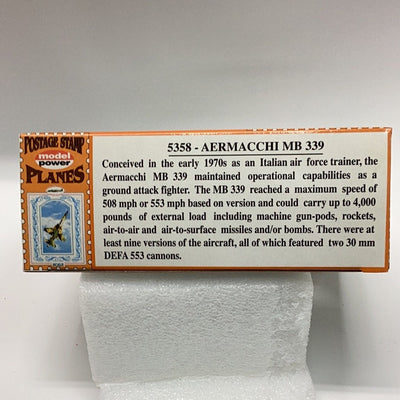 POSTAGE STAMP
model
power
PLANES
5358 - AERMACCHI MB 339
Conceived in the early 1970s as an Italian air force trainer, the
Aermacchi MB 339 maintained operational capabilities as a
ground attack fighter. The MB 339 reached a maximum speed of
508 mph or 553 mph based on version and could carry up to 4,000
pounds of external load including machine gun-pods, rockets,
air-to-air and air-to-surface missiles and/or bombs. There were at
least nine versions of the aircraft, all of which featured two 30 mm
DEFA 553 cannons.